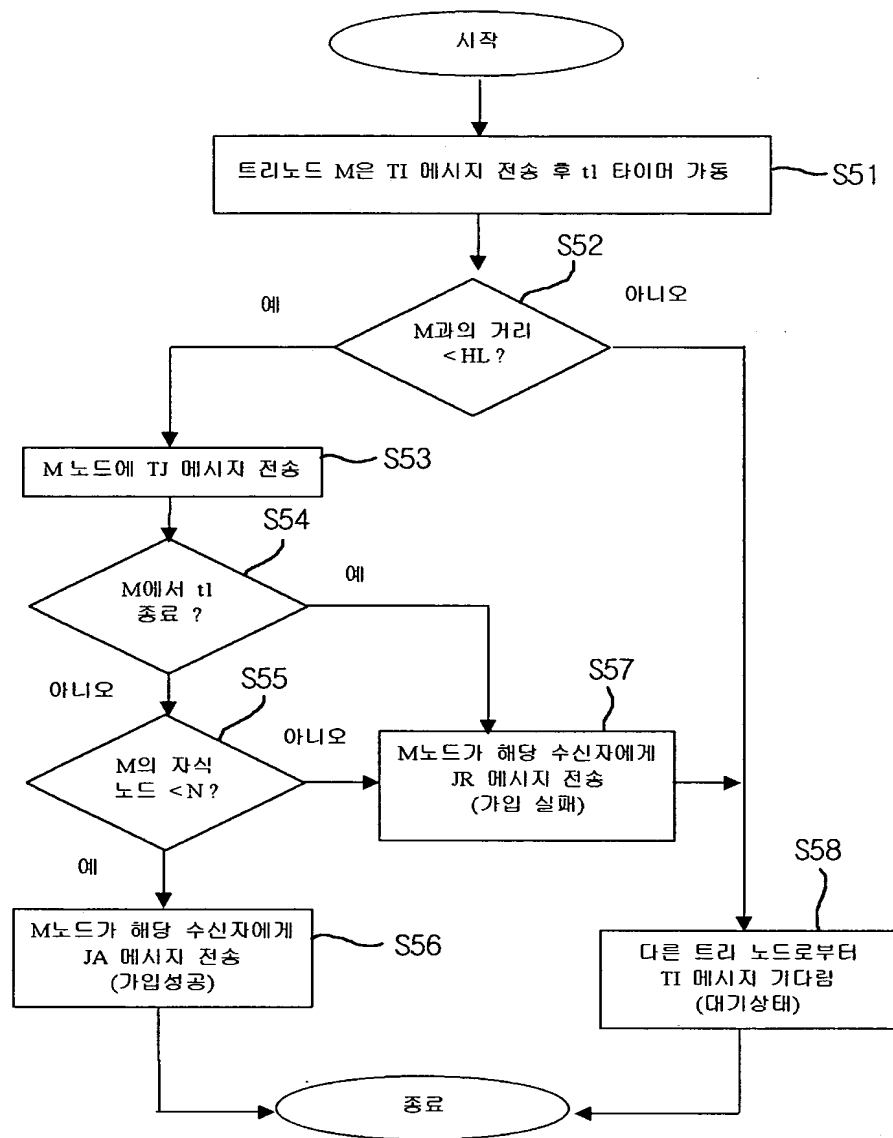 시작
트리노드 M은 TI 메시지 전송 후 t1 타이머 가동
S51
S52
예
아니오
M과의 거리
<HL?
M 노드에 TJ 메시지 전송
S53
S54
M에서 t1
종료 ?
예
아니오
S55
S57
M의 자식
노드 <N?
아니오
M노드가 해당 수신자에게
JR 메시지 전송
(가입 실패)
예
S58
M노드가 해당 수신자에게
JA 메시지 전송
(가입성공)
S56
다른 트리 노드로부터
TI 메시지 기다림
(대기상태)
종료